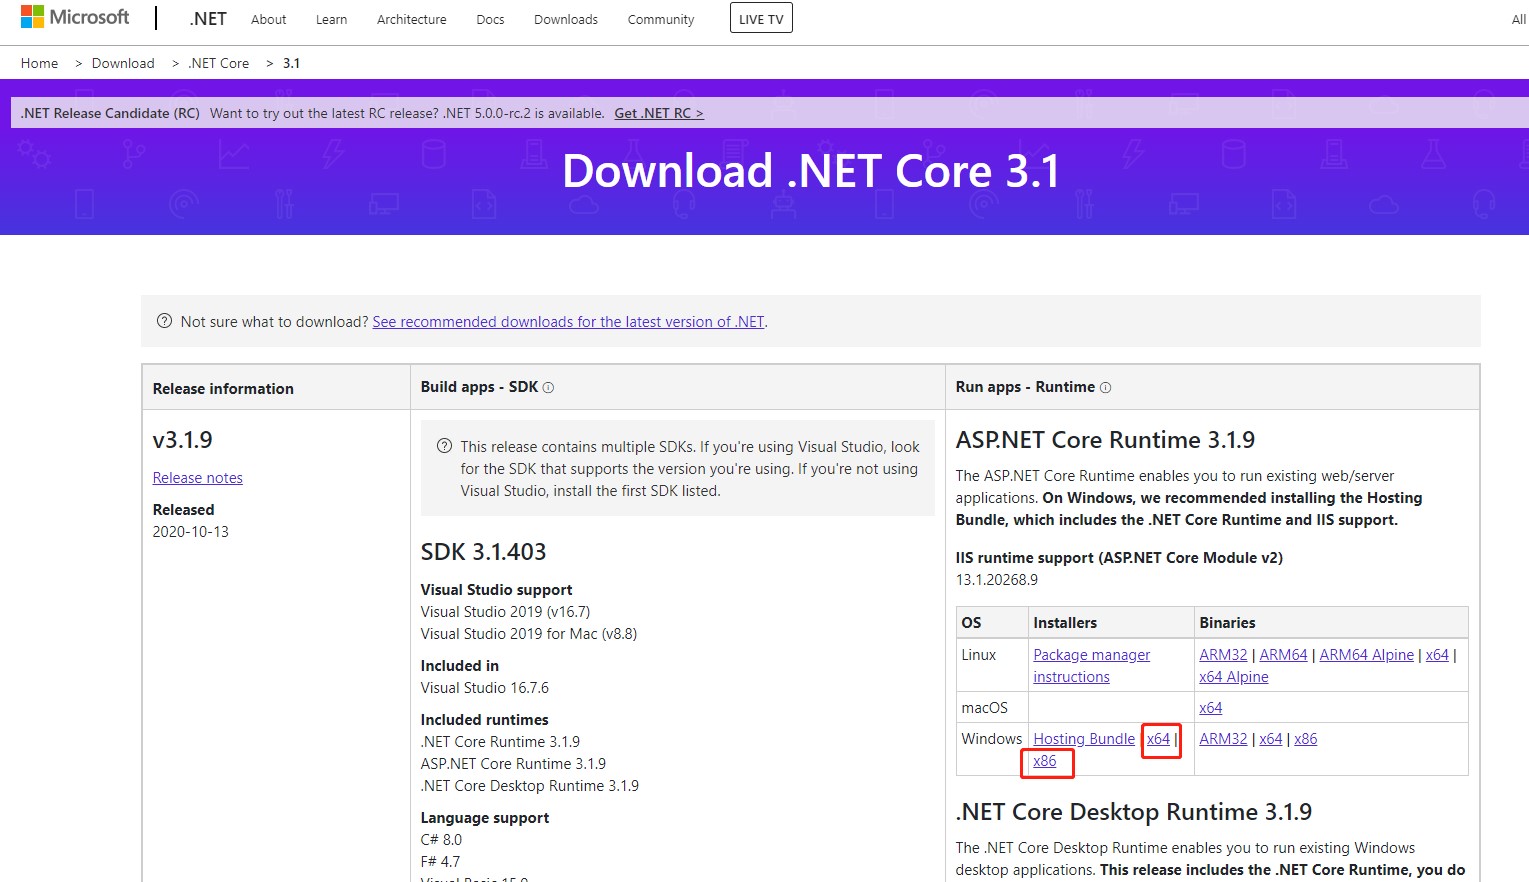 Microsoft
.NET About Learn Architecture Docs Downloads Community LIVE TV All
Home > Download > .NET Core > 3.1
.NET Release Candidate (RC) Want to try out the latest RC release? .NET 5.0.0-rc.2 is available. Get .NET RC >
Download .NET Core 3.1
Not sure what to download? See recommended downloads for the latest version of .NET.
Release information
v3.1.9
Release notes
Released
2020-10-13
Build apps - SDK
This release contains multiple SDKs. If you're using Visual Studio, look
for the SDK that supports the version you're using. If you're not using
Visual Studio, install the first SDK listed.
SDK 3.1.403
Visual Studio support
Visual Studio 2019 (v16.7)
Visual Studio 2019 for Mac (v8.8)
Included in
Visual Studio 16.7.6
Included runtimes
.NET Core Runtime 3.1.9
ASP.NET Core Runtime 3.1.9
.NET Core Desktop Runtime 3.1.9
Language support
C# 8.0
F# 4.7
Visual Basic 15.9
Run apps - Runtime
ASP.NET Core Runtime 3.1.9
The ASP.NET Core Runtime enables you to run existing web/server
applications. On Windows, we recommended installing the Hosting
Bundle, which includes the .NET Core Runtime and IIS support.
IIS runtime support (ASP.NET Core Module v2)
13.1.20268.9
OS Installers Binaries
Linux Package manager ARM32 | ARM64 | ARM64 Alpine | x64 |
instructions x64 Alpine
macOS x64
Windows Hosting Bundle | x64 | ARM32 | x64 | x86
x86
.NET Core Desktop Runtime 3.1.9
The .NET Core Desktop Runtime enables you to run existing Windows
desktop applications. This release includes the .NET Core Runtime, you do